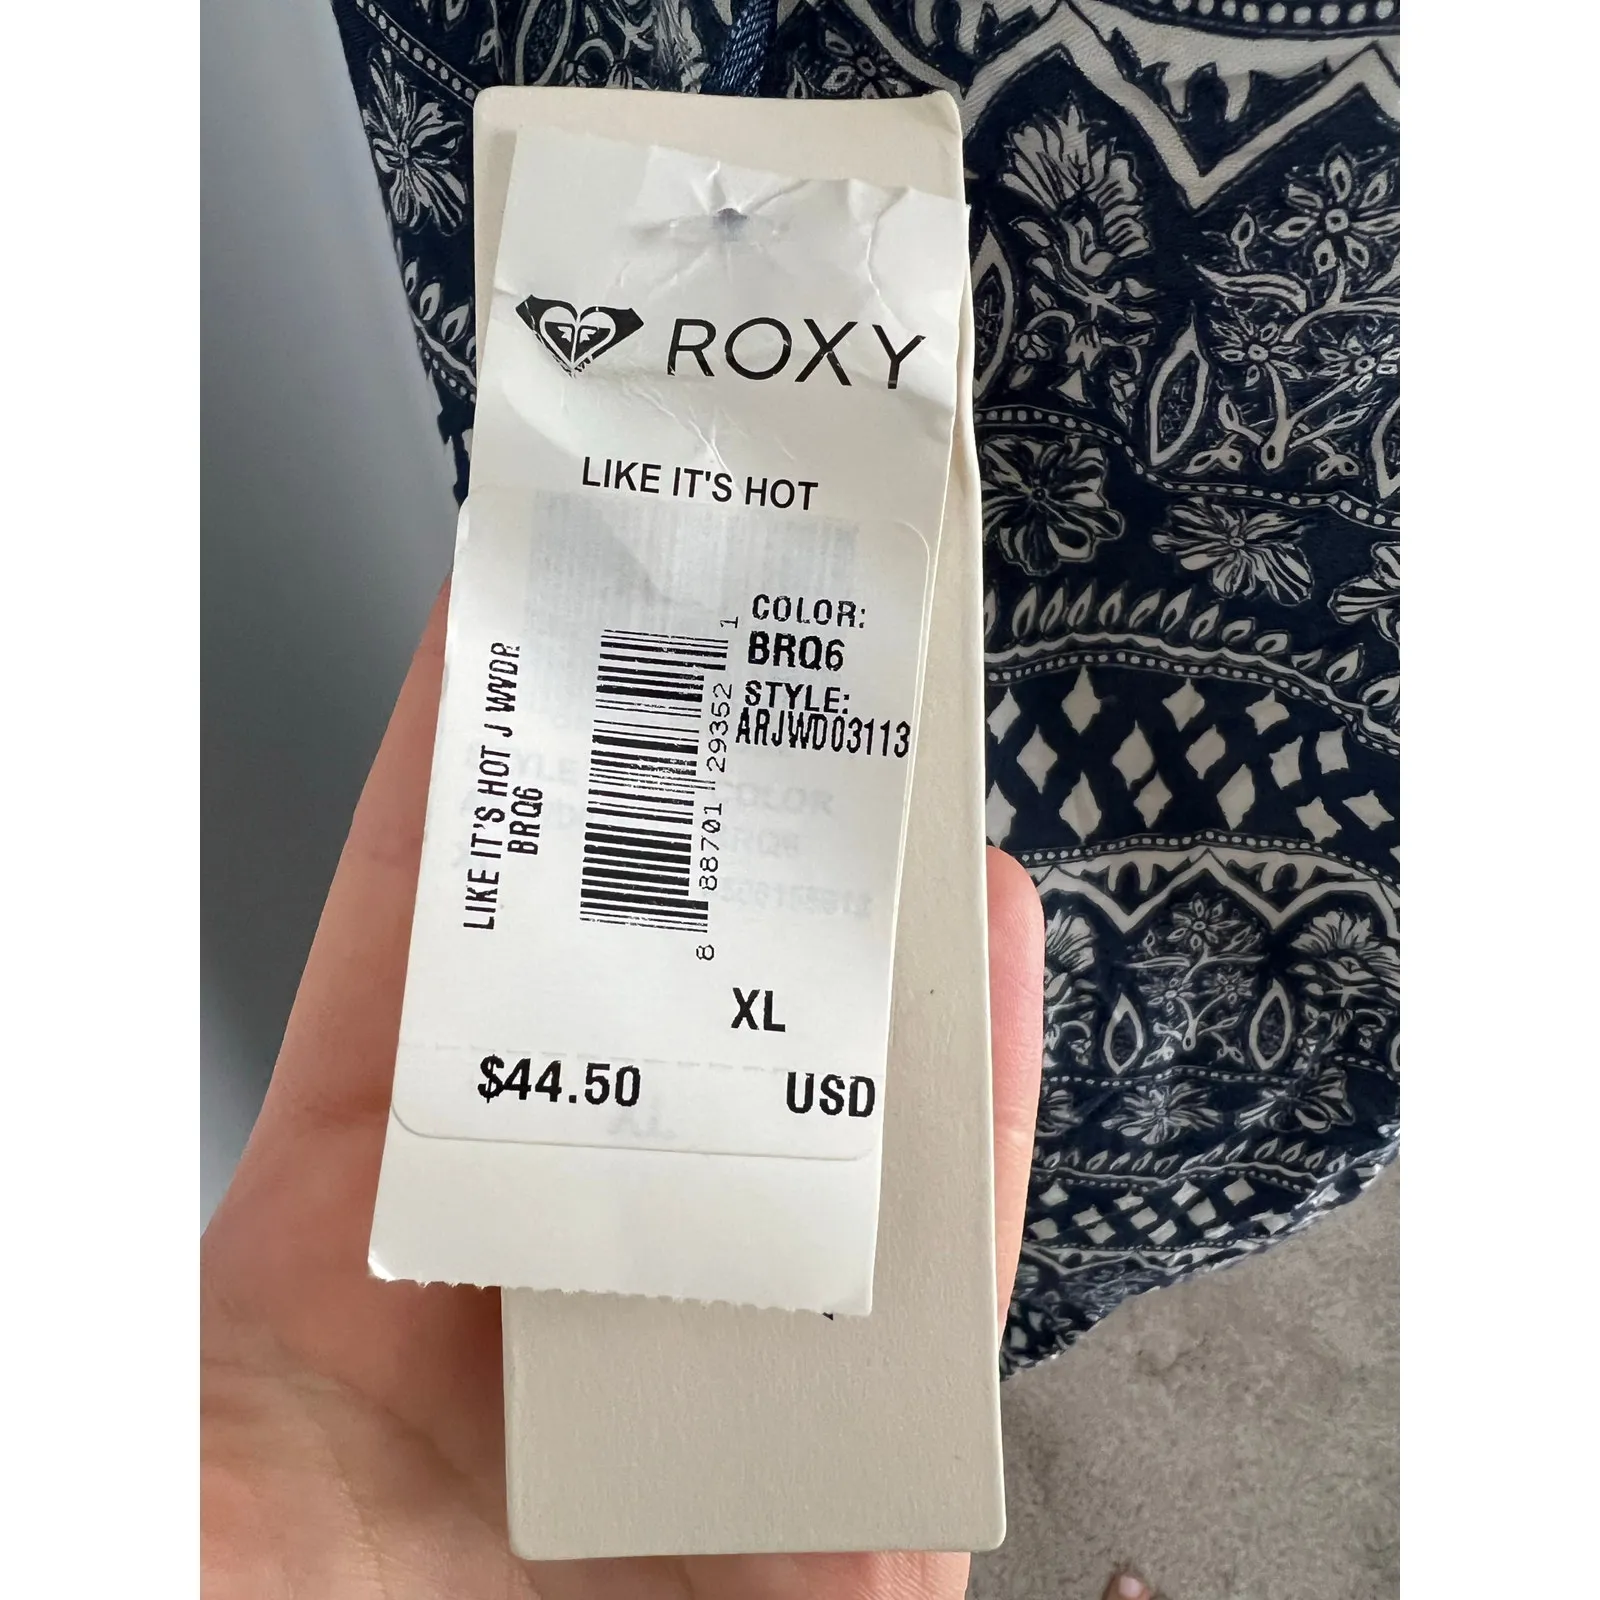 ROXY
LIKE IT'S HOT
COLOR:
BRQ6
STYLE:
ARJWD03113
LIKE IT'S HOT J WVDR
BRQ6
8 88701 29352 1
XL
$44.50 USD